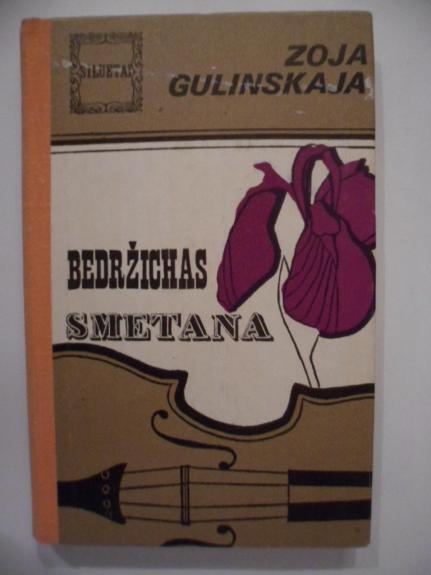 SILUETAI
ZOJA
GULINSKAJA
BEDRŽICHAS
SMETANA